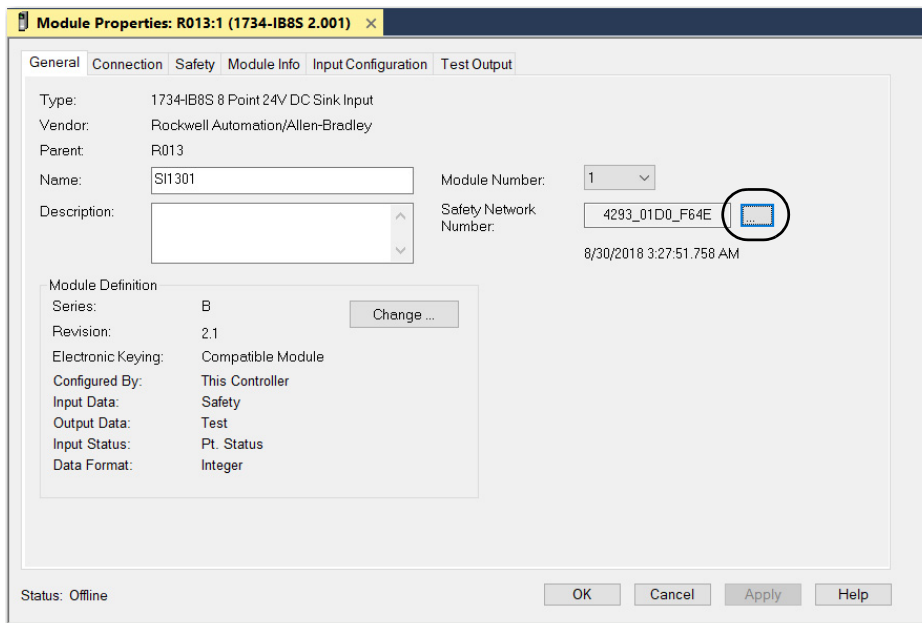 Module Properties: R013:1 (1734-IB8S 2.001) ×
General Connection Safety Module Info Input Configuration Test Output
Type: 1734-IB8S 8 Point 24V DC Sink Input
Vendor: Rockwell Automation/Allen-Bradley
Parent: R013
Name: SI1301 Module Number: 1
Description: Safety Network Number: 4293_01D0_F64E ...
8/30/2018 3:27:51.758 AM
Module Definition
Series: B Change ...
Revision: 2.1
Electronic Keying: Compatible Module
Configured By: This Controller
Input Data: Safety
Output Data: Test
Input Status: Pt. Status
Data Format: Integer
Status: Offline OK Cancel Apply Help